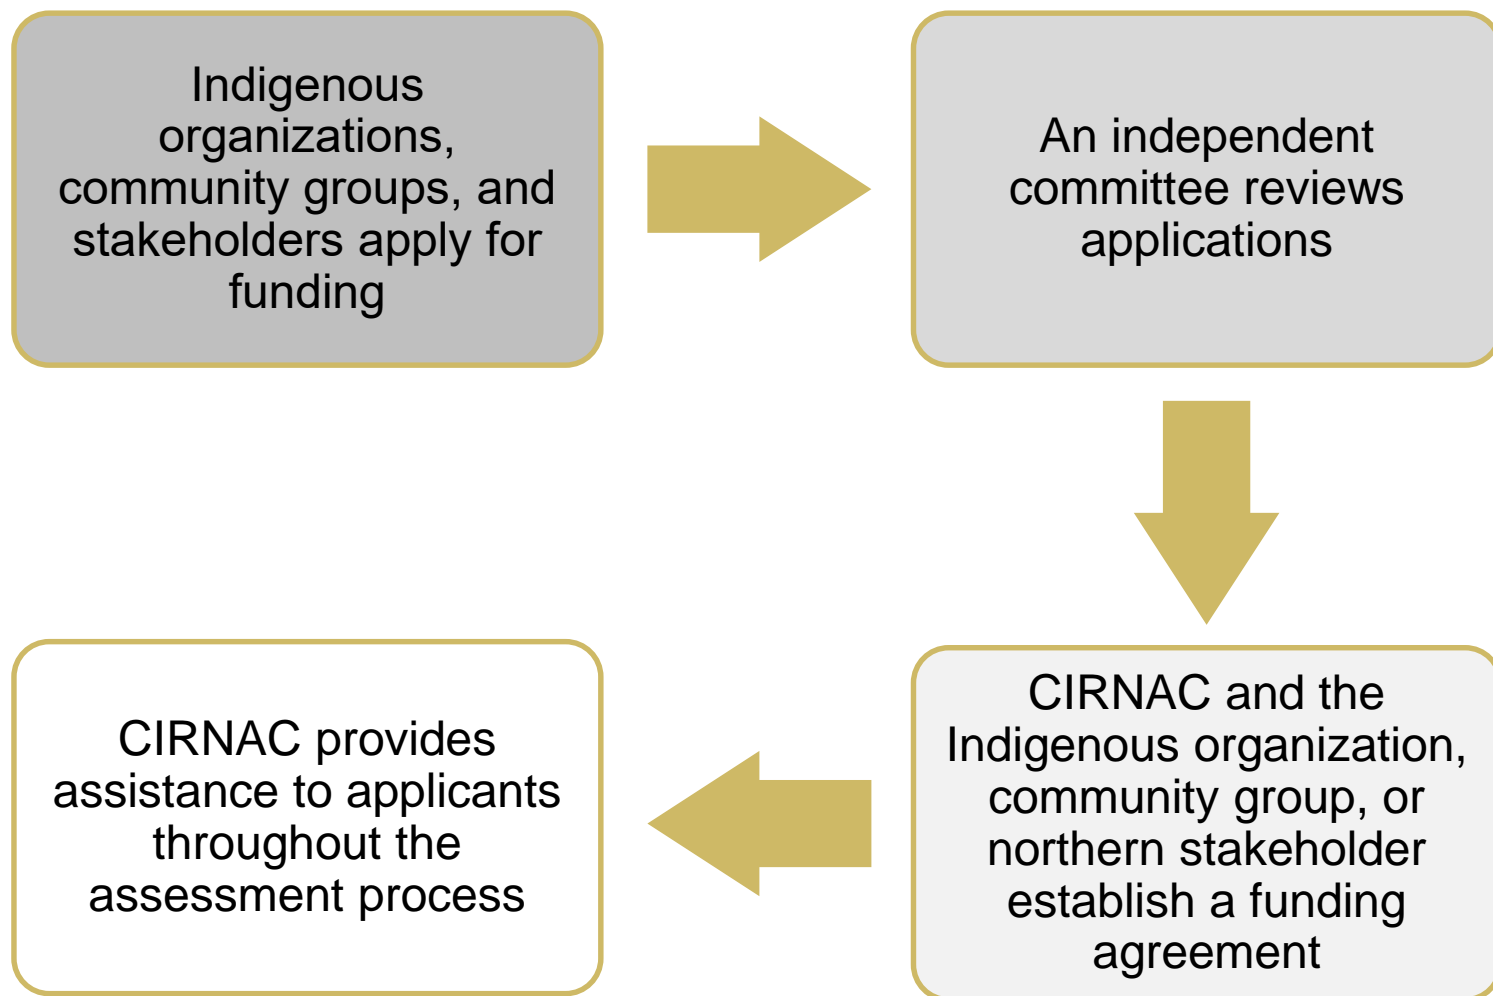 Indigenous
organizations,
community groups, and
stakeholders apply for
funding
An independent
committee reviews
applications
CIRNAC and the
Indigenous organization,
community group, or
northern stakeholder
establish a funding
agreement
CIRNAC provides
assistance to applicants
throughout the
assessment process